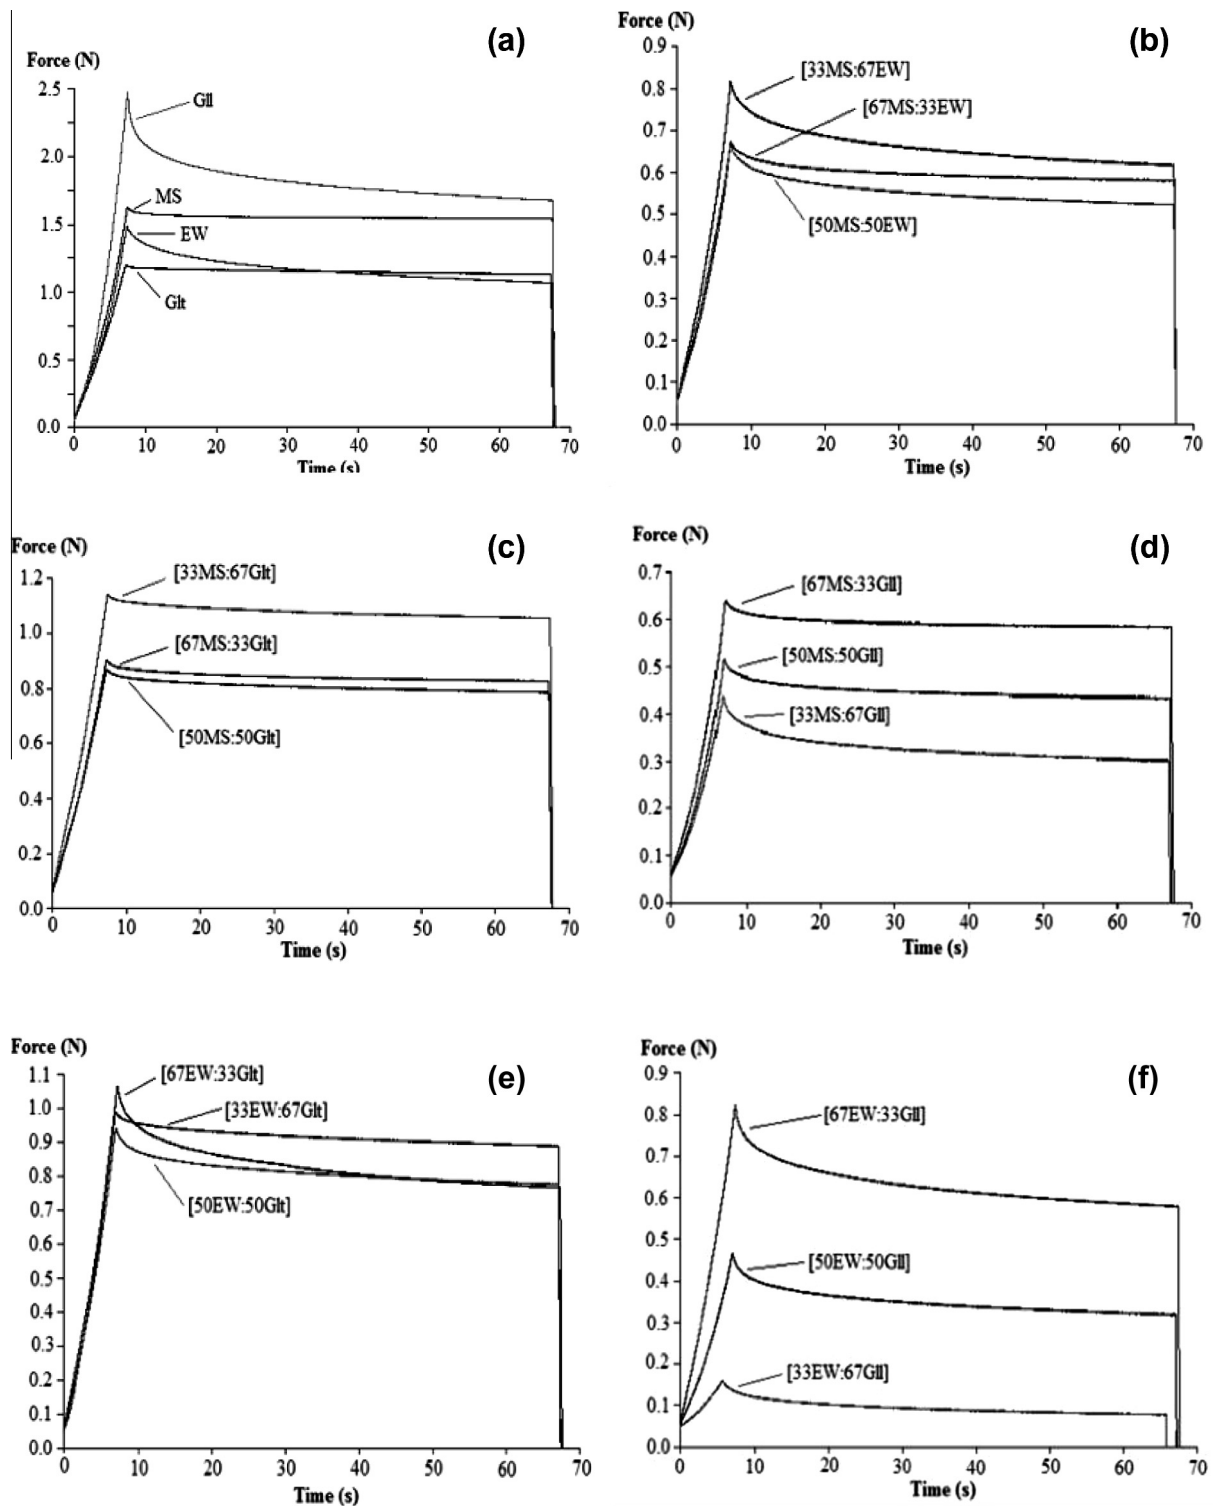 (a)
Force (N)
2.5
2.0
1.5
1.0
0.5
0.0
Gll
MS
EW
Glt
0 10 20 30 40 50 60 70
Time (s)
(b)
Force (N)
0.9
0.8
0.7
0.6
0.5
0.4
0.3
0.2
0.1
0.0
[33MS:67EW]
[67MS:33EW]
[50MS:50EW]
0 10 20 30 40 50 60 70
Time (s)
(c)
Force (N)
1.2
1.0
0.8
0.6
0.4
0.2
0.0
[33MS:67Glt]
[67MS:33Glt]
[50MS:50Glt]
0 10 20 30 40 50 60 70
Time (s)
(d)
Force (N)
0.7
0.6
0.5
0.4
0.3
0.2
0.1
0.0
[67MS:33Gll]
[50MS:50Gll]
[33MS:67Gll]
0 10 20 30 40 50 60 70
Time (s)
(e)
Force (N)
1.1
1.0
0.9
0.8
0.7
0.6
0.5
0.4
0.3
0.2
0.1
0.0
[67EW:33Glt]
[33EW:67Glt]
[50EW:50Glt]
0 10 20 30 40 50 60 70
Time (s)
(f)
Force (N)
0.9
0.8
0.7
0.6
0.5
0.4
0.3
0.2
0.1
0.0
[67EW:33Gll]
[50EW:50Gll]
[33EW:67Gll]
0 10 20 30 40 50 60 70
Time (s)